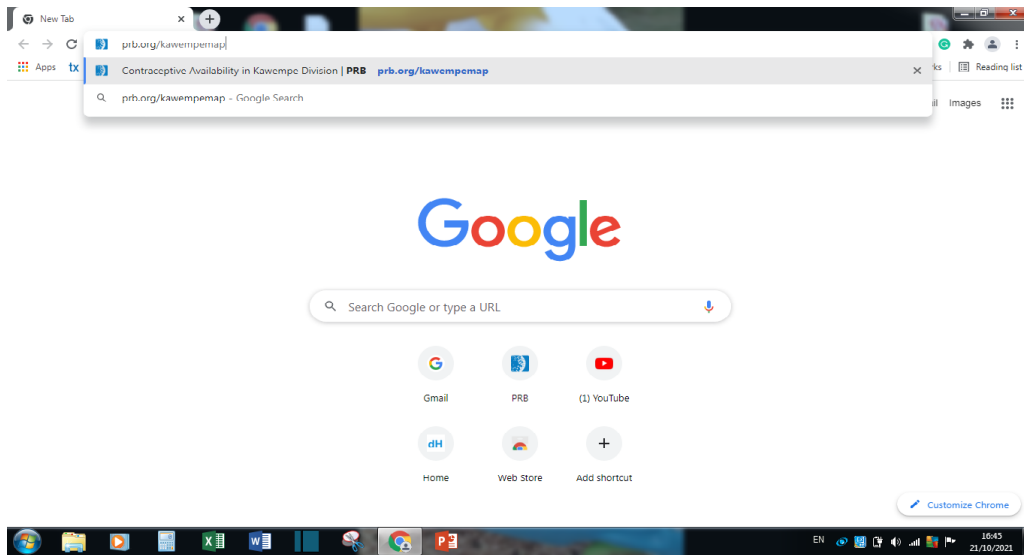 New Tab
prb.org/kawempemap
Contraceptive Availability in Kawempe Division | PRB prb.org/kawempemap
prb.org/kawempemap - Google Search
Apps tx ks Reading list
il Images
Google
Search Google or type a URL
Gmail PRB (1) YouTube
dH
Home Web Store Add shortcut
Customize Chrome
EN 16:45
21/10/2021